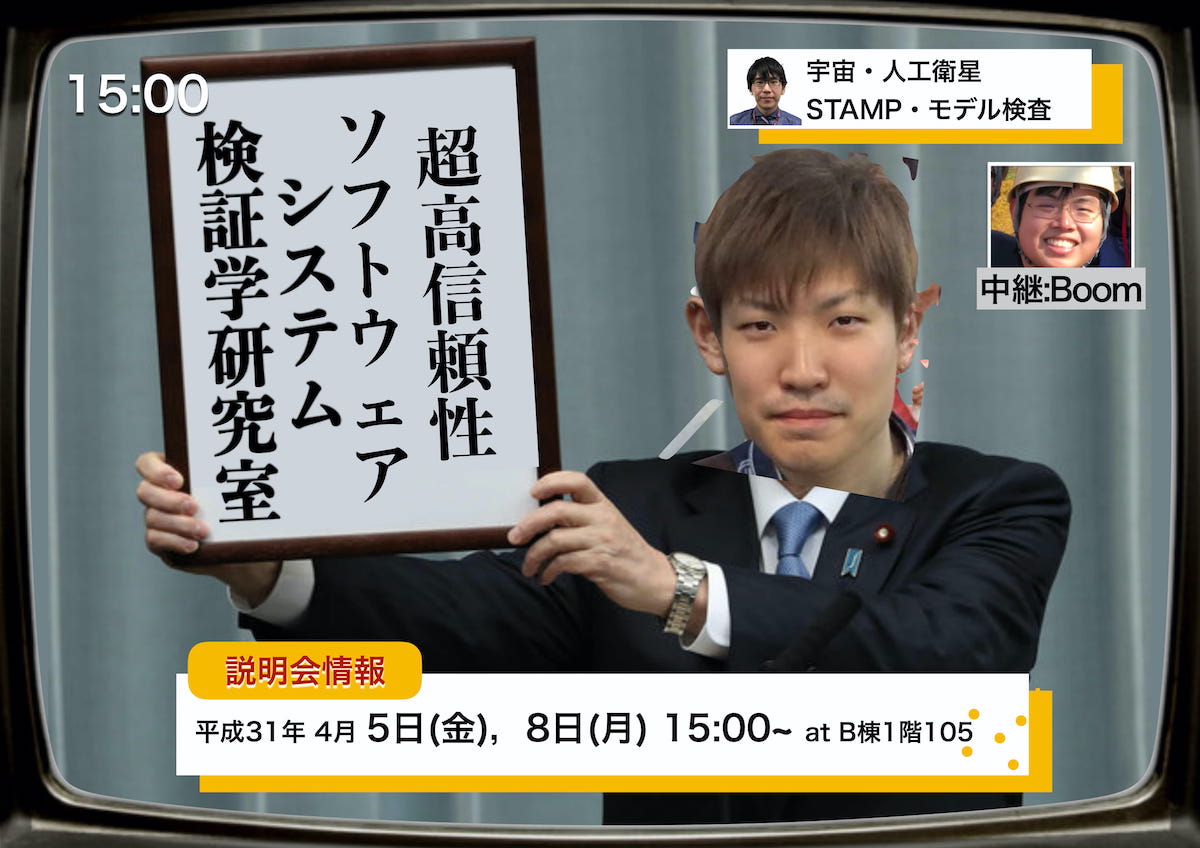 15:00
超高信頼性
ソフトウェア
システム
検証学研究室
宇宙・人工衛星
STAMP・モデル検査
中継:Boom
説明会情報
平成31年 4月 5日(金), 8日(月) 15:00~ at B棟1階105